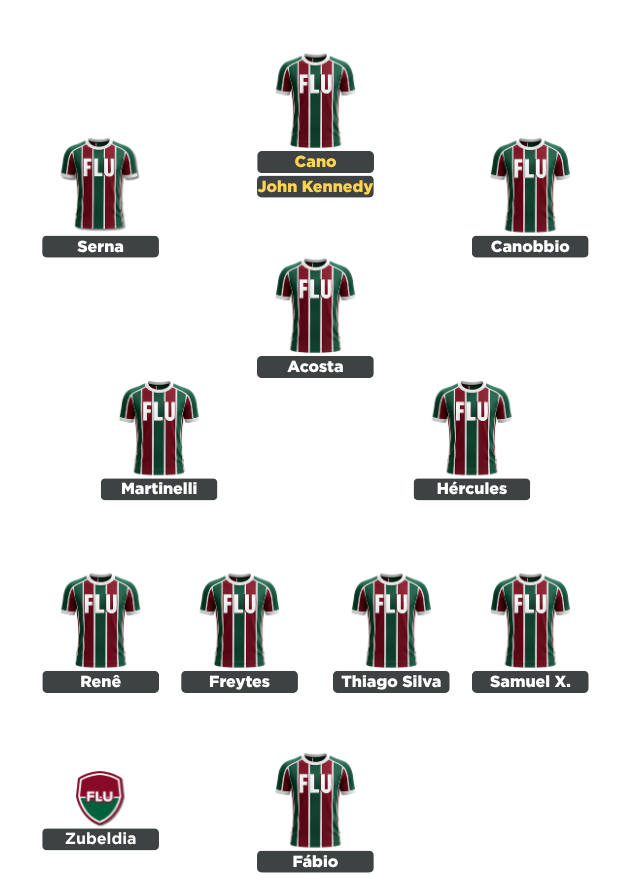 FLU
Cano
John Kennedy
FLU
Serna
FLU
Canobbio
FLU
Acosta
FLU
Martinelli
FLU
Hércules
FLU
Renê
FLU
Freytes
FLU
Thiago Silva
FLU
Samuel X.
FLU
Zubeldia
FLU
Fábio